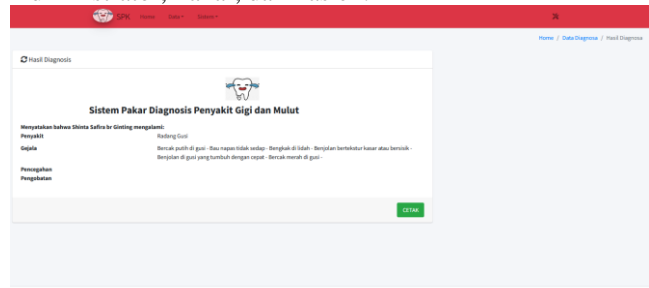 SPK Home Data Sistem
Home / Data Diagnosa / Hasil Diagnosa
Hasil Diagnosis
Sistem Pakar Diagnosis Penyakit Gigi dan Mulut
Menyatakan bahwa Shinta Safira br Ginting mengalami:
Penyakit Radang Gusi
Gejala Bercak putih di gusi - Bau napas tidak sedap - Bengkak di lidah - Benjolan bertekstur kasar atau bersisik -
Benjolan di gusi yang tumbuh dengan cepat - Bercak merah di gusi -
Pencegahan
Pengobatan
CETAK